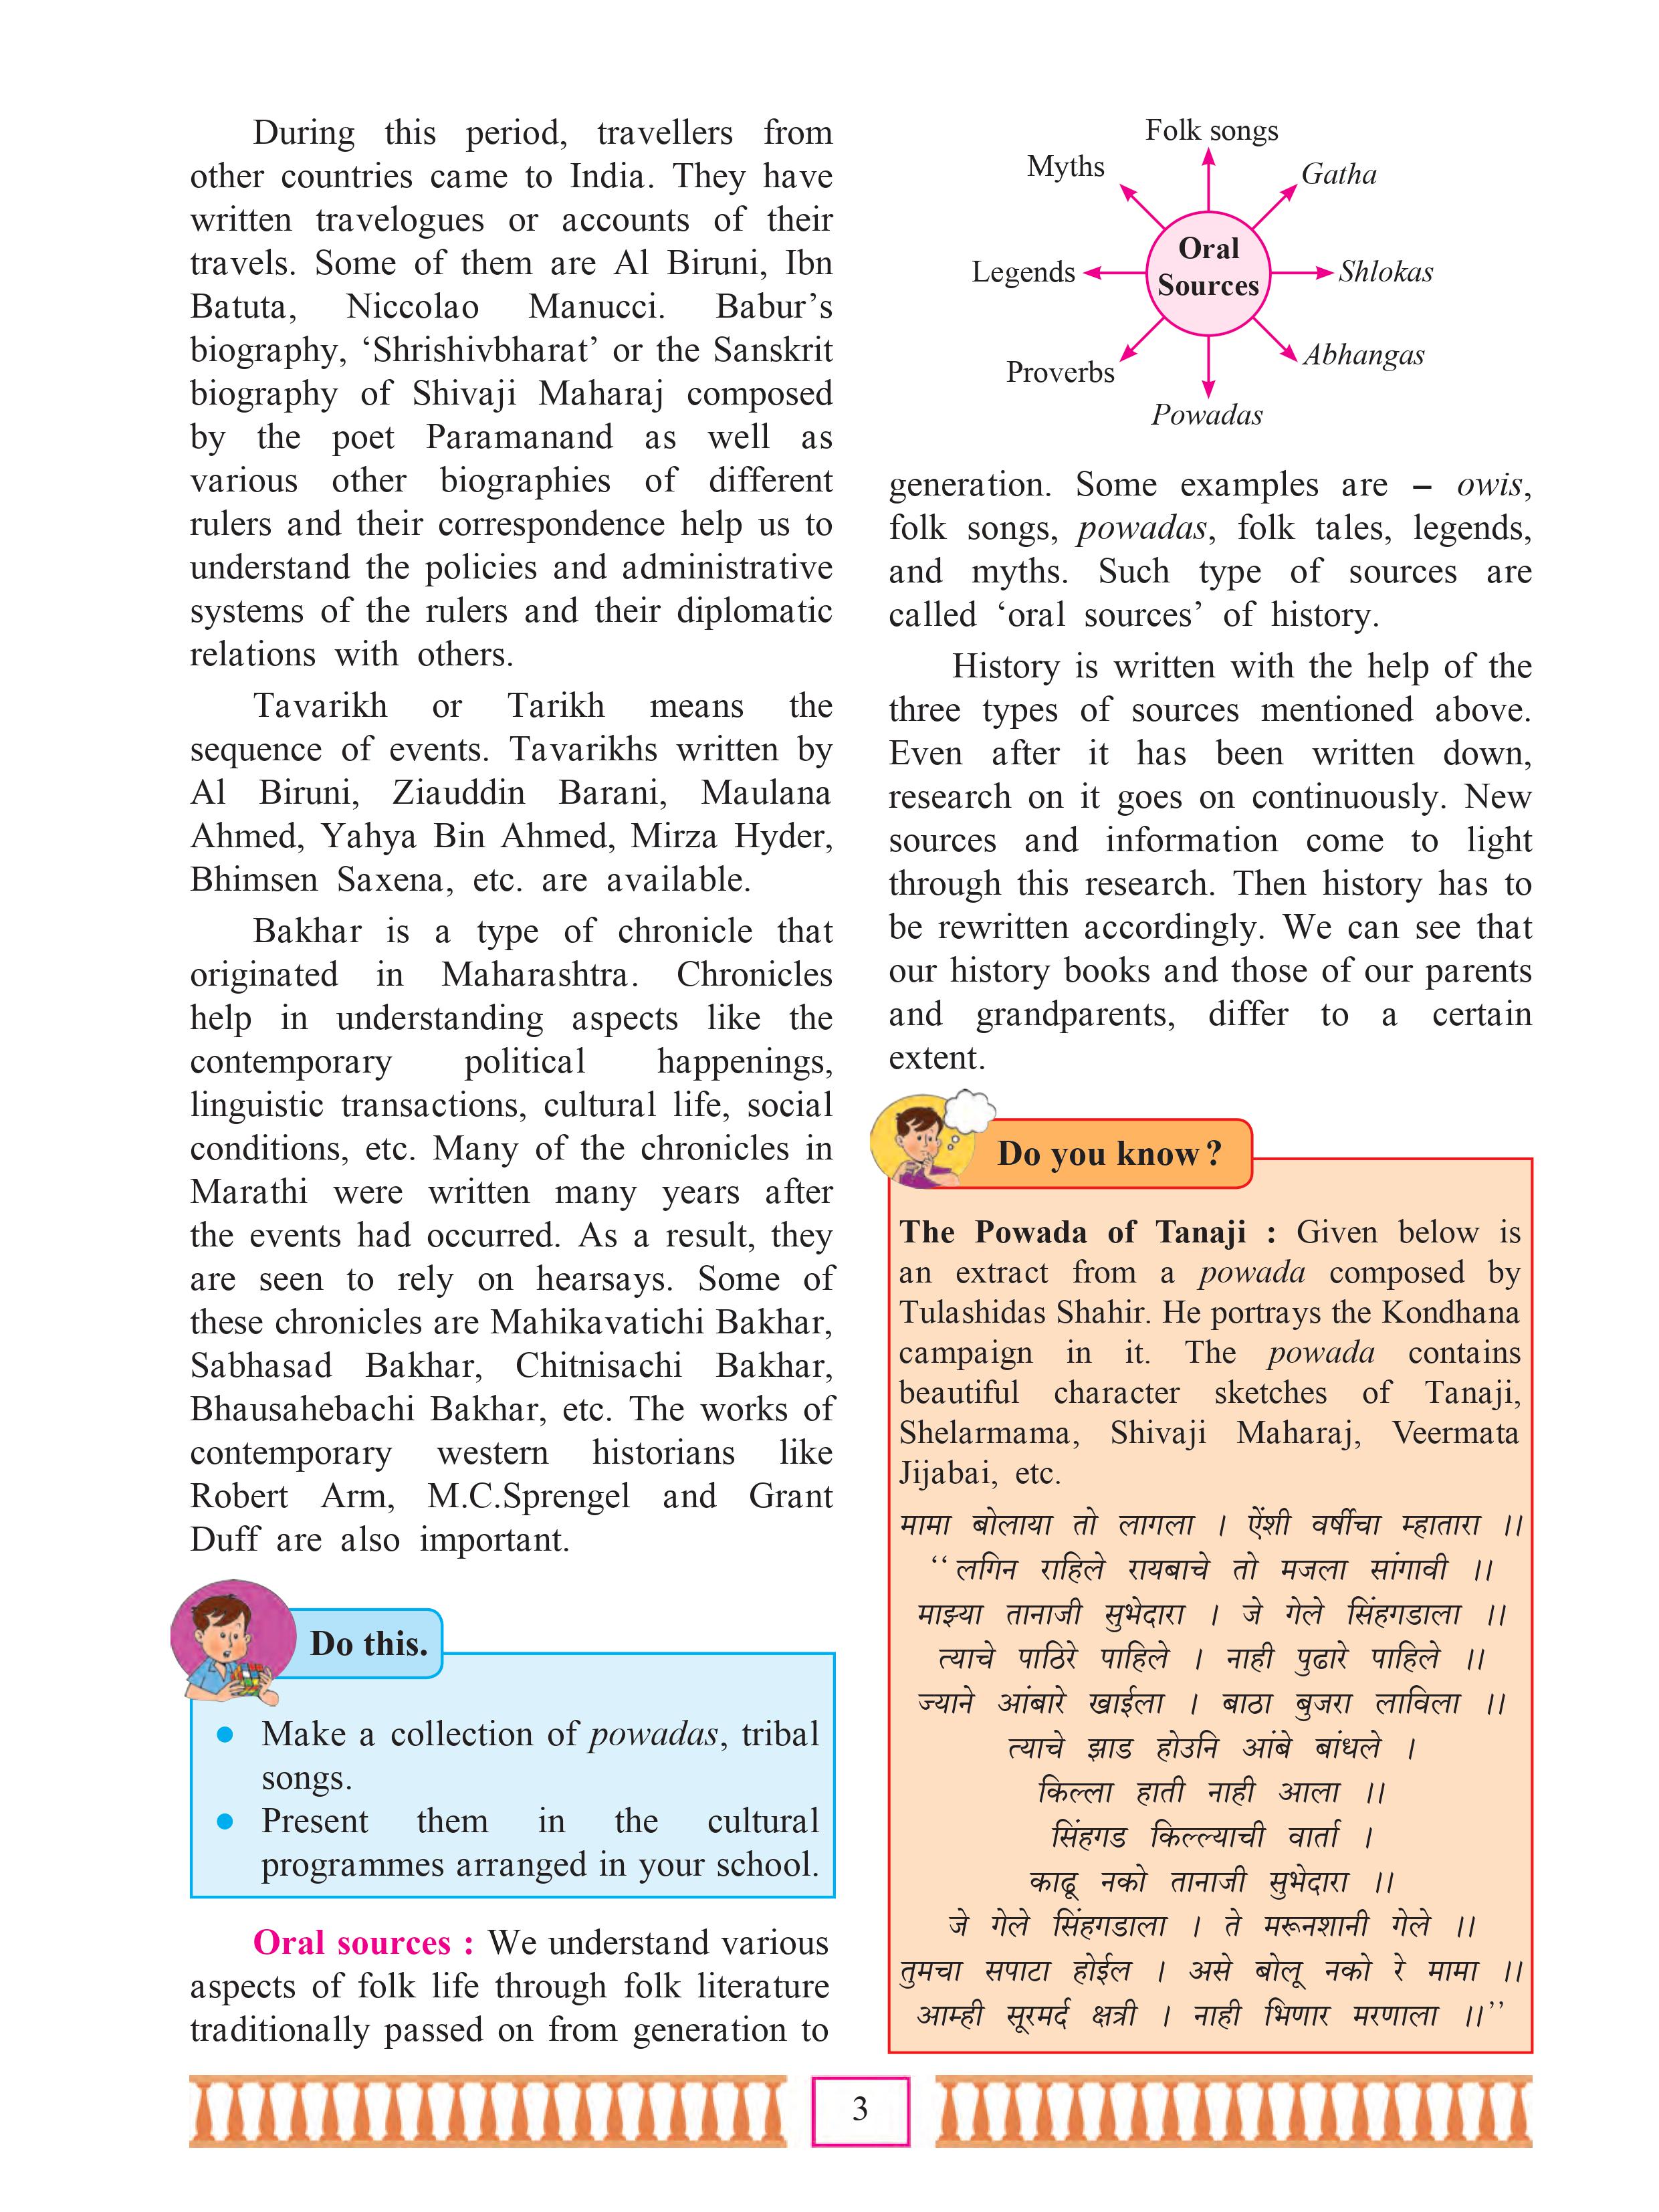 During this period, travellers from
other countries came to India. They have
written travelogues or accounts of their
travels. Some of them are Al Biruni, Ibn
Batuta, Niccolao Manucci. Babur’s
biography, ‘Shrishivbharat’ or the Sanskrit
biography of Shivaji Maharaj composed
by the poet Paramanand as well as
various other biographies of different
rulers and their correspondence help us to
understand the policies and administrative
systems of the rulers and their diplomatic
relations with others.
Tavarikh or Tarikh means the
sequence of events. Tavarikhs written by
Al Biruni, Ziauddin Barani, Maulana
Ahmed, Yahya Bin Ahmed, Mirza Hyder,
Bhimsen Saxena, etc. are available.
Bakhar is a type of chronicle that
originated in Maharashtra. Chronicles
help in understanding aspects like the
contemporary political happenings,
linguistic transactions, cultural life, social
conditions, etc. Many of the chronicles in
Marathi were written many years after
the events had occurred. As a result, they
are seen to rely on hearsays. Some of
these chronicles are Mahikavatichi Bakhar,
Sabhasad Bakhar, Chitnisachi Bakhar,
Bhausahebachi Bakhar, etc. The works of
contemporary western historians like
Robert Arm, M.C.Sprengel and Grant
Duff are also important.
Do this.
● Make a collection of powadas, tribal
songs.
● Present them in the cultural
programmes arranged in your school.
Oral sources : We understand various
aspects of folk life through folk literature
traditionally passed on from generation to
Folk songs
Myths
Gatha
Oral
Sources
Legends
Shlokas
Proverbs
Abhangas
Powadas
generation. Some examples are – owis,
folk songs, powadas, folk tales, legends,
and myths. Such type of sources are
called ‘oral sources’ of history.
History is written with the help of the
three types of sources mentioned above.
Even after it has been written down,
research on it goes on continuously. New
sources and information come to light
through this research. Then history has to
be rewritten accordingly. We can see that
our history books and those of our parents
and grandparents, differ to a certain
extent.
Do you know ?
The Powada of Tanaji : Given below is
an extract from a powada composed by
Tulashidas Shahir. He portrays the Kondhana
campaign in it. The powada contains
beautiful character sketches of Tanaji,
Shelarmama, Shivaji Maharaj, Veermata
Jijabai, etc.
मामा बोलाया तो लागला । ऐंशी वर्षीचा म्हातारा ।।
‘‘ लगिन राहिले रायबाचे तो मजला सांगावी ।।
माझ्या तानाजी सुभेदारा । जे गेले सिंहगडाला ।।
त्याचे पाठिरे पाहिले । नाही पुढारे पाहिले ।।
ज्याने आंबारे खाईला । बाठा बुजरा लाविला ।।
त्याचे झाड होउनि आंबे बांधले ।
किल्ला हाती नाही आला ।।
सिंहगड किल्ल्याची वार्ता ।
काढू नको तानाजी सुभेदारा ।।
जे गेले सिंहगडाला । ते मरूनशानी गेले ।।
तुमचा सपाटा होईल । असे बोलू नको रे मामा ।।
आम्ही सूरमर्द क्षत्री । नाही भिणार मरणाला ।।’’
3